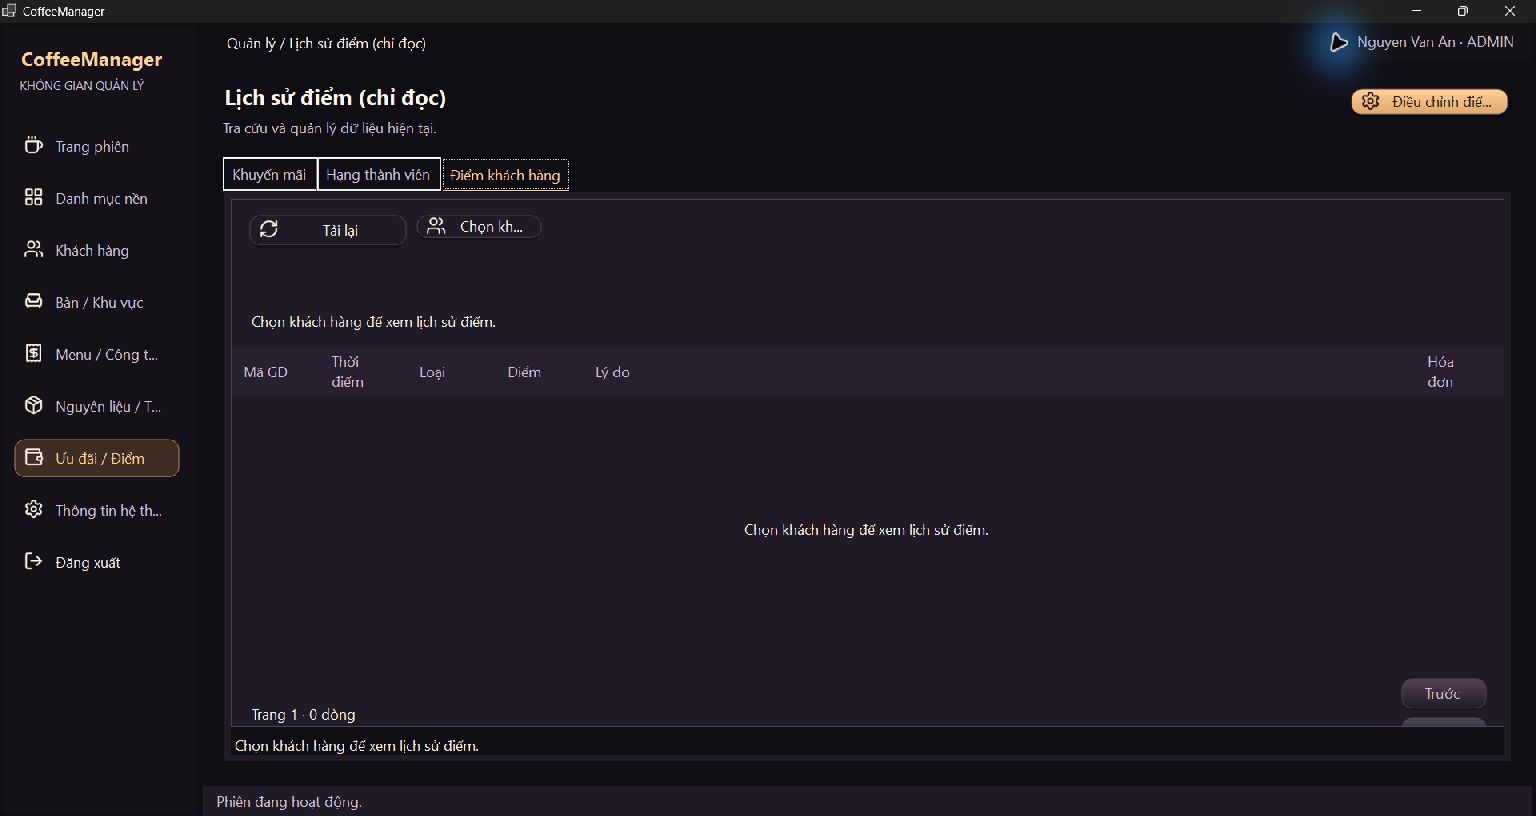 CoffeeManager
CoffeeManager
KHÔNG GIAN QUẢN LÝ
Trang phiên
Danh mục nền
Khách hàng
Bàn / Khu vực
Menu / Công t...
Nguyên liệu / T...
Ưu đãi / Điểm
Thông tin hệ th...
Đăng xuất
Quản lý / Lịch sử điểm (chỉ đọc)
Nguyen Van An · ADMIN
Lịch sử điểm (chỉ đọc)
Tra cứu và quản lý dữ liệu hiện tại.
Điều chỉnh điể...
Khuyến mãi
Hạng thành viên
Điểm khách hàng
Tải lại
Chọn kh...
Chọn khách hàng để xem lịch sử điểm.
Mã GD
Thời điểm
Loại
Điểm
Lý do
Hóa đơn
Chọn khách hàng để xem lịch sử điểm.
Trước
Trang 1 · 0 dòng
Chọn khách hàng để xem lịch sử điểm.
Phiên đang hoạt động.